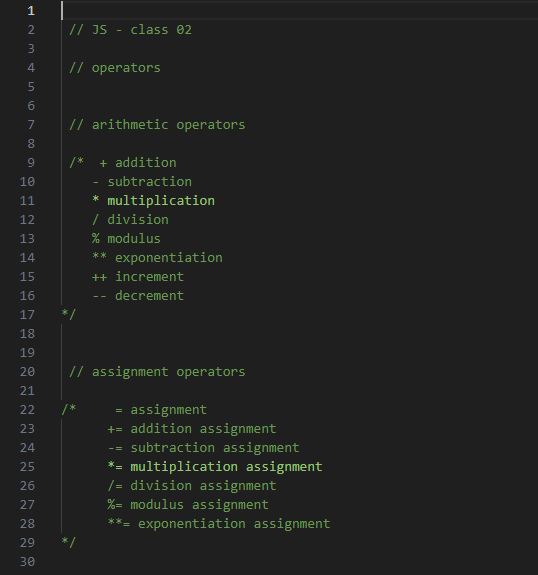 1
2 // JS - class 02
3
4 // operators
5
6
7 // arithmetic operators
8
9 /*  + addition
10 - subtraction
11 * multiplication
12 / division
13 % modulus
14 ** exponentiation
15 ++ increment
16 -- decrement
17 */
18
19
20 // assignment operators
21
22 /*     = assignment
23 += addition assignment
24 -= subtraction assignment
25 *= multiplication assignment
26 /= division assignment
27 %= modulus assignment
28 **= exponentiation assignment
29 */
30